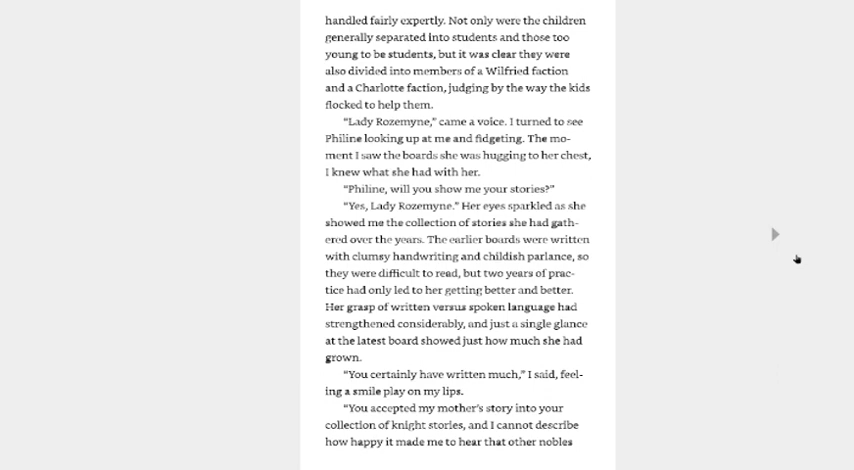 handled fairly expertly. Not only were the children
generally separated into students and those too
young to be students, but it was clear they were
also divided into members of a Wilfried faction
and a Charlotte faction, judging by the way the kids
flocked to help them.
“Lady Rozemyne,” came a voice. I turned to see
Philine looking up at me and fidgeting. The mo-
ment I saw the boards she was hugging to her chest,
I knew what she had with her.
“Philine, will you show me your stories?”
“Yes, Lady Rozemyne.” Her eyes sparkled as she
showed me the collection of stories she had gath-
ered over the years. The earlier boards were written
with clumsy handwriting and childish parlance, so
they were difficult to read, but two years of prac-
tice had only led to her getting better and better.
Her grasp of written versus spoken language had
strengthened considerably, and just a single glance
at the latest board showed just how much she had
grown.
“You certainly have written much,” I said, feel-
ing a smile play on my lips.
“You accepted my mother’s story into your
collection of knight stories, and I cannot describe
how happy it made me to hear that other nobles